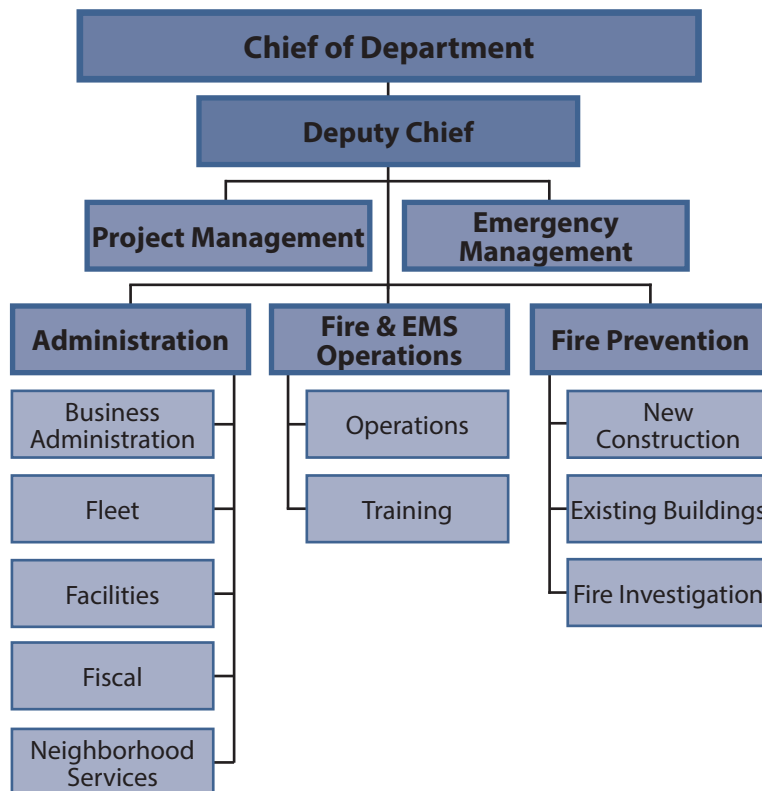 Chief of Department
Deputy Chief
Project Management
Emergency
Management
Administration
Fire & EMS
Operations
Fire Prevention
Business
Administration
Fleet
Facilities
Fiscal
Neighborhood
Services
Operations
Training
New
Construction
Existing Buildings
Fire Investigation